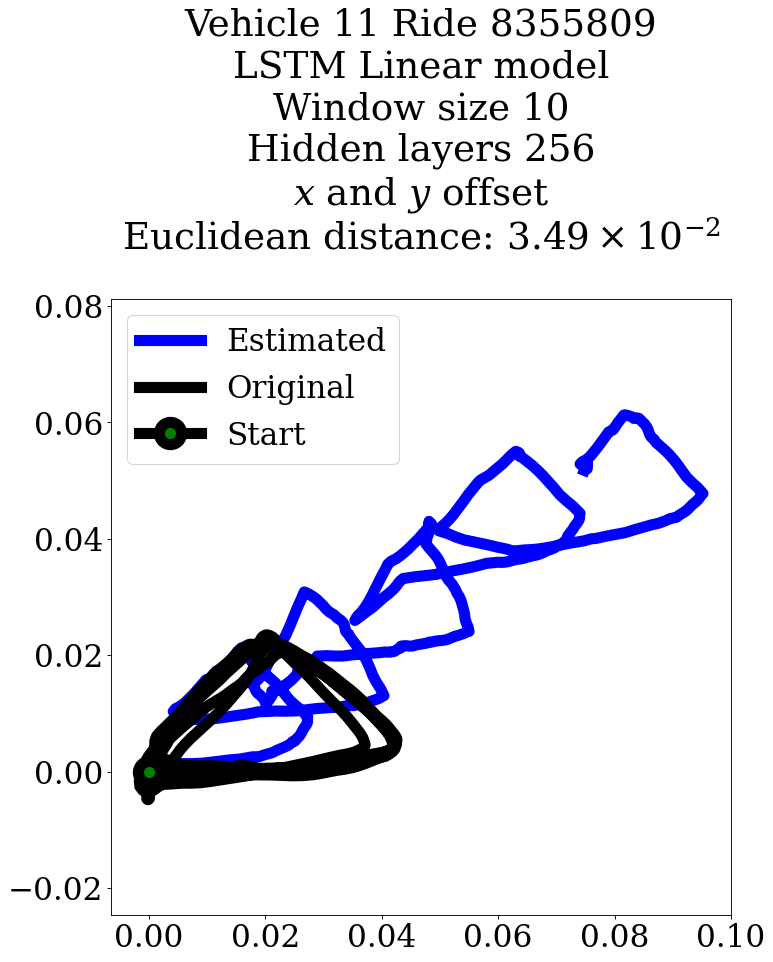 Vehicle 11 Ride 8355809
LSTM Linear model
Window size 10
Hidden layers 256
x and y offset
Euclidean distance: 3.49 × 10⁻²
0.08
0.06
0.04
0.02
0.00
−0.02
Estimated
Original
Start
0.00 0.02 0.04 0.06 0.08 0.10